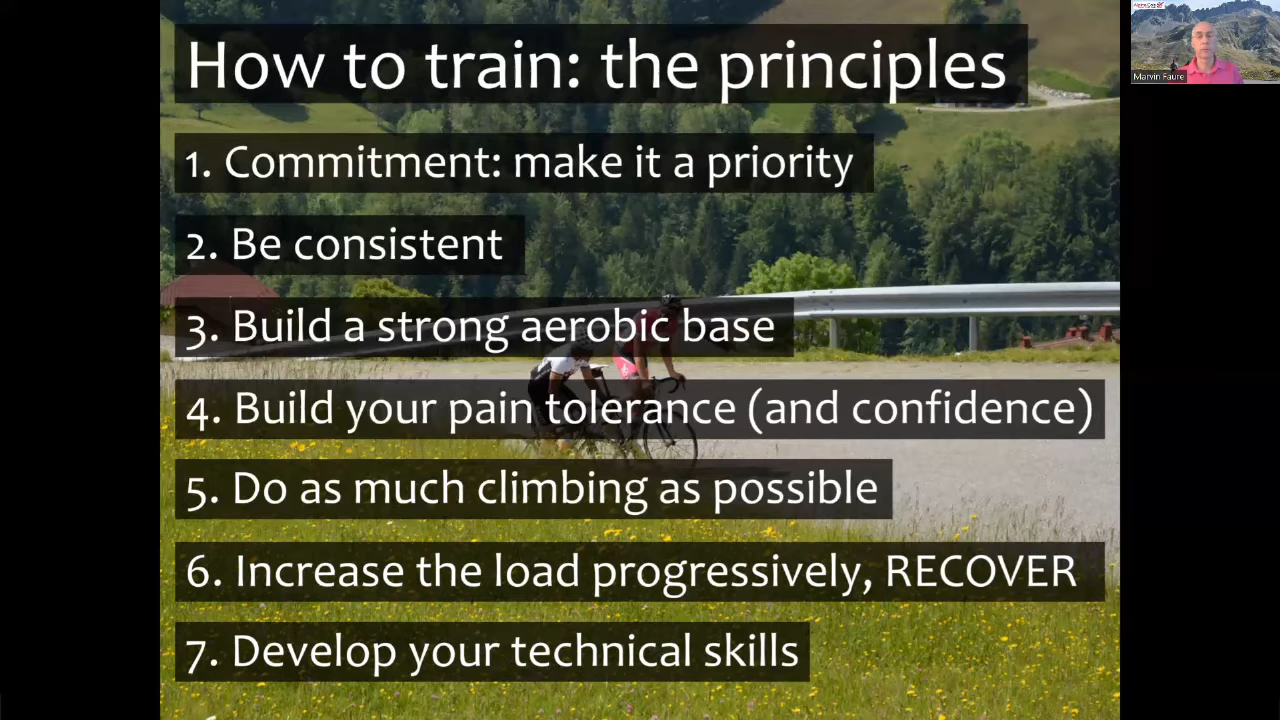 How to train: the principles
1. Commitment: make it a priority
2. Be consistent
3. Build a strong aerobic base
4. Build your pain tolerance (and confidence)
5. Do as much climbing as possible
6. Increase the load progressively, RECOVER
7. Develop your technical skills
Marvin Faure